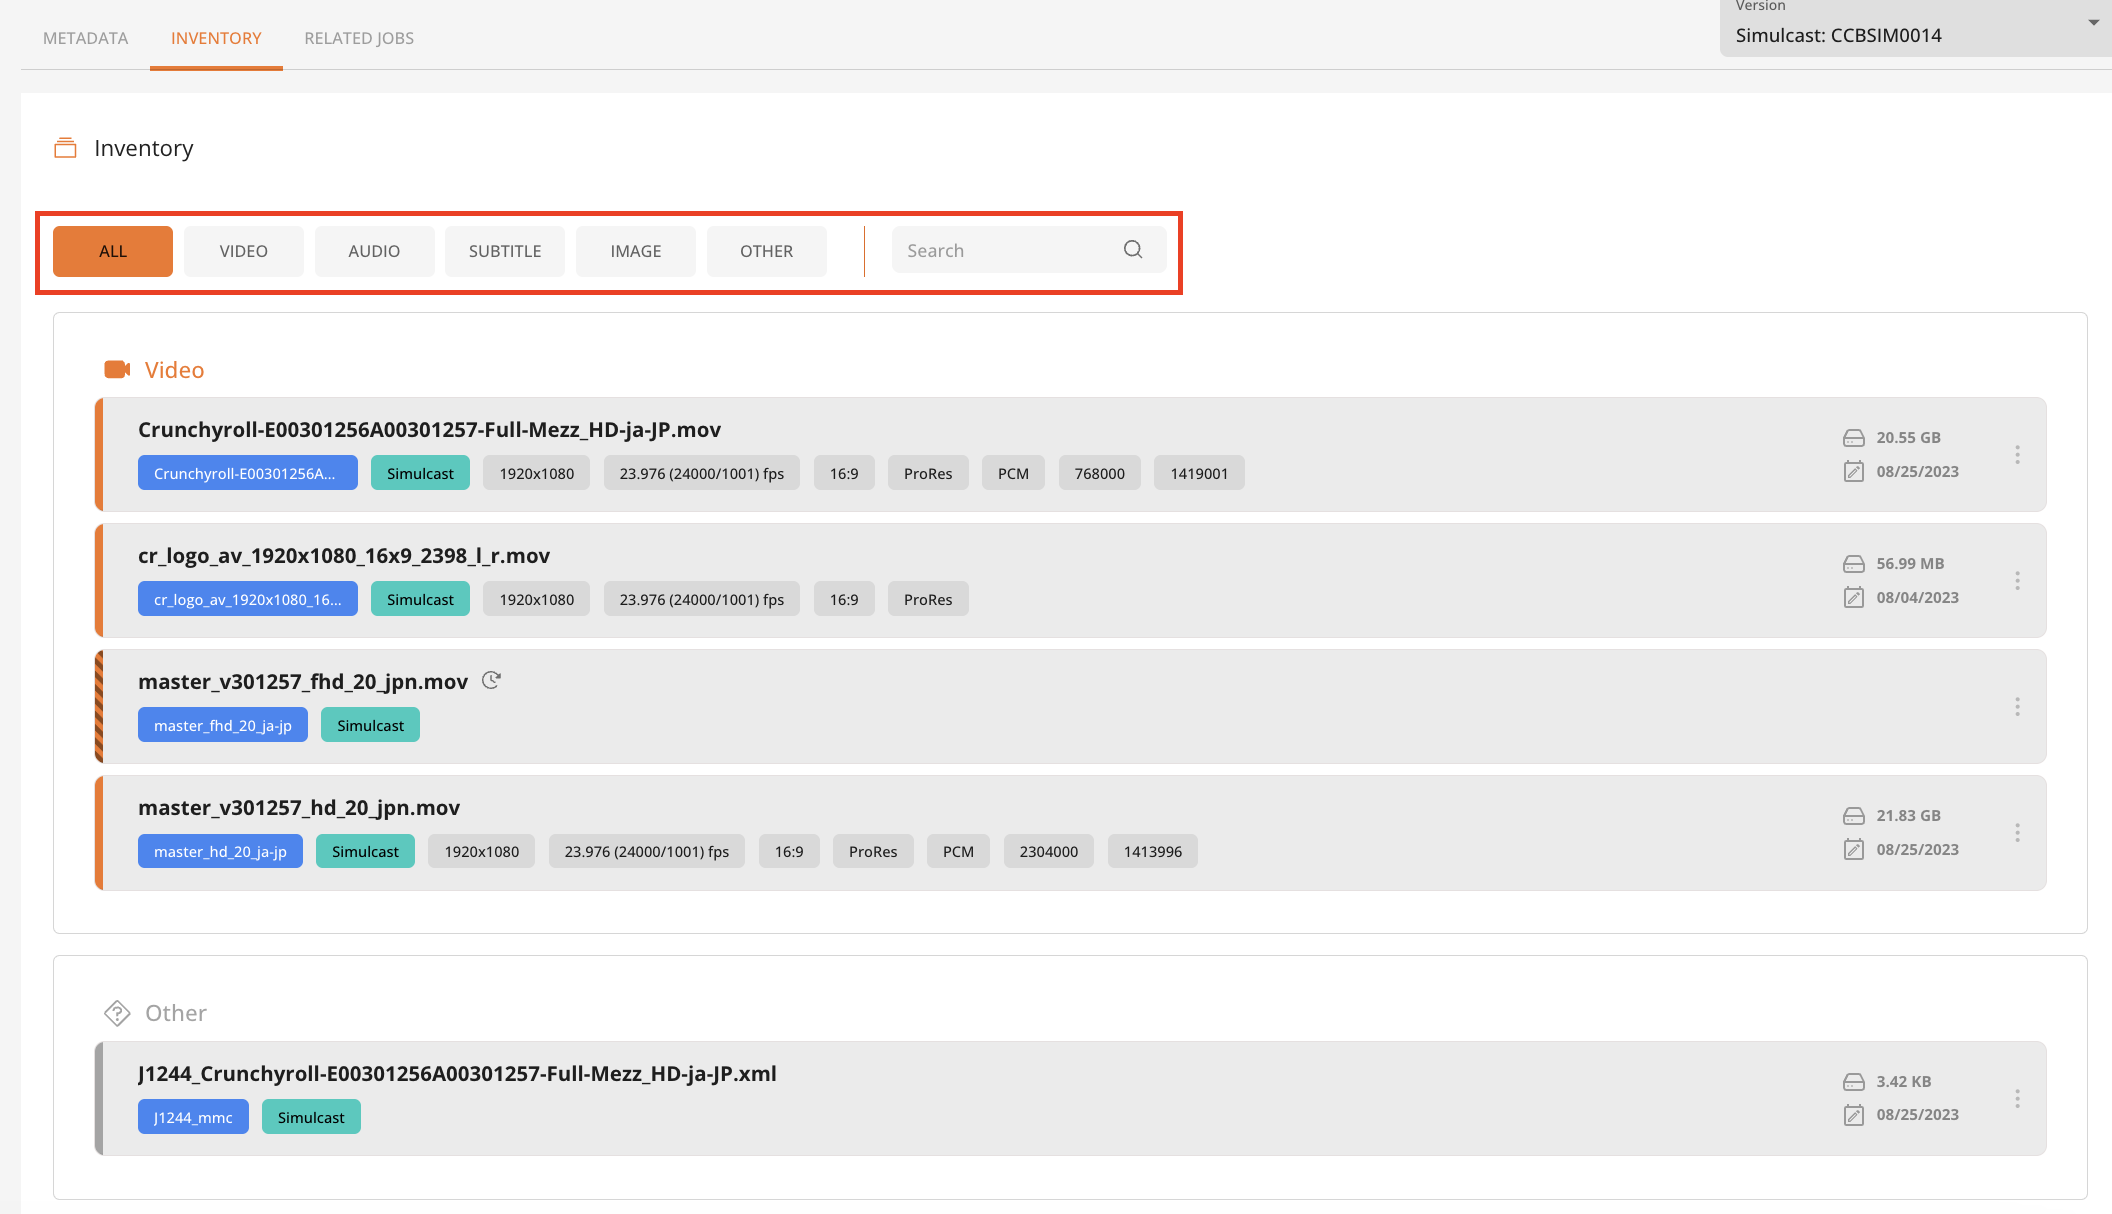 METADATA INVENTORY RELATED JOBS
Version
Simulcast: CCBSIM0014
Inventory
ALL VIDEO AUDIO SUBTITLE IMAGE OTHER Search
Video
Crunchyroll-E00301256A00301257-Full-Mezz_HD-ja-JP.mov
Crunchyroll-E00301256A... Simulcast 1920x1080 23.976 (24000/1001) fps 16:9 ProRes PCM 768000 1419001
20.55 GB
08/25/2023
cr_logo_av_1920x1080_16x9_2398_l_r.mov
cr_logo_av_1920x1080_16... Simulcast 1920x1080 23.976 (24000/1001) fps 16:9 ProRes
56.99 MB
08/04/2023
master_v301257_fhd_20_jpn.mov
master_fhd_20_ja-jp Simulcast
master_v301257_hd_20_jpn.mov
master_hd_20_ja-jp Simulcast 1920x1080 23.976 (24000/1001) fps 16:9 ProRes PCM 2304000 1413996
21.83 GB
08/25/2023
Other
J1244_Crunchyroll-E00301256A00301257-Full-Mezz_HD-ja-JP.xml
J1244_mmc Simulcast
3.42 KB
08/25/2023